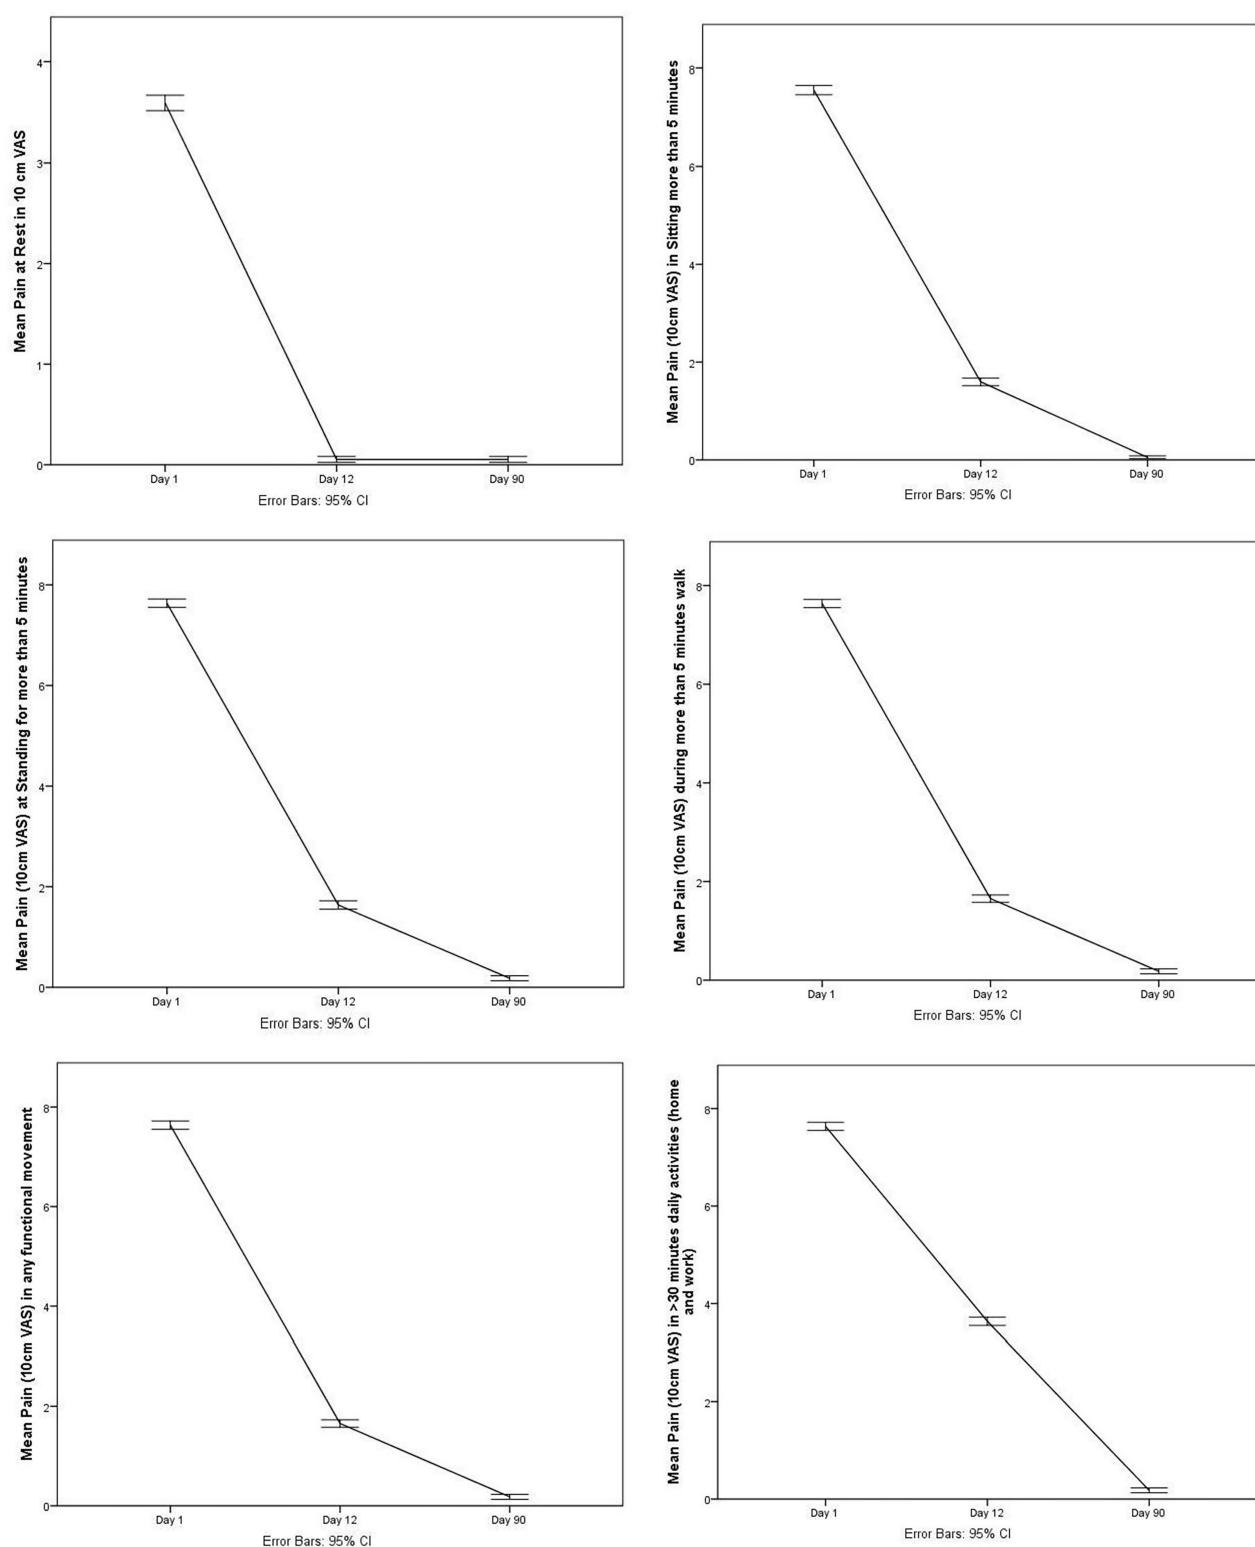 Mean Pain at Rest in 10 cm VAS
4
3
2
1
0
Day 1
Day 12
Day 90
Error Bars: 95% CI
Mean Pain (10cm VAS) in Sitting more than 5 minutes
8
6
4
2
0
Day 1
Day 12
Day 90
Error Bars: 95% CI
Mean Pain (10cm VAS) at Standing for more than 5 minutes
8
6
4
2
0
Day 1
Day 12
Day 90
Error Bars: 95% CI
Mean Pain (10cm VAS) during more than 5 minutes walk
8
6
4
2
0
Day 1
Day 12
Day 90
Error Bars: 95% CI
Mean Pain (10cm VAS) in any functional movement
8
6
4
2
0
Day 1
Day 12
Day 90
Error Bars: 95% CI
Mean Pain (10cm VAS) in >30 minutes daily activities (home
and work)
8
6
4
2
0
Day 1
Day 12
Day 90
Error Bars: 95% CI